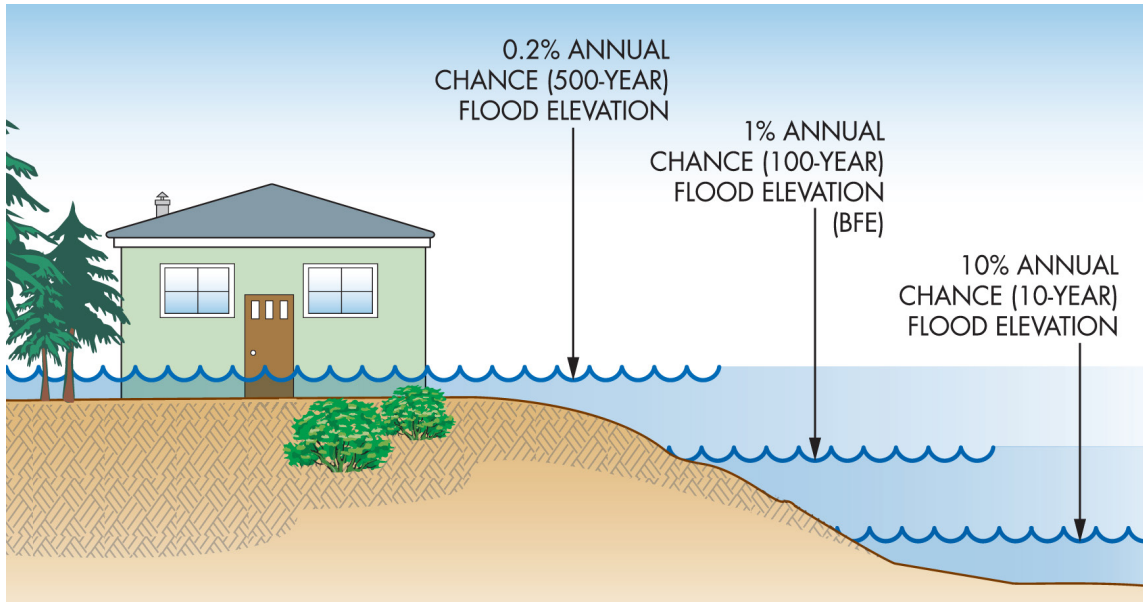 0.2% ANNUAL
CHANCE (500-YEAR)
FLOOD ELEVATION
1% ANNUAL
CHANCE (100-YEAR)
FLOOD ELEVATION
(BFE)
10% ANNUAL
CHANCE (10-YEAR)
FLOOD ELEVATION